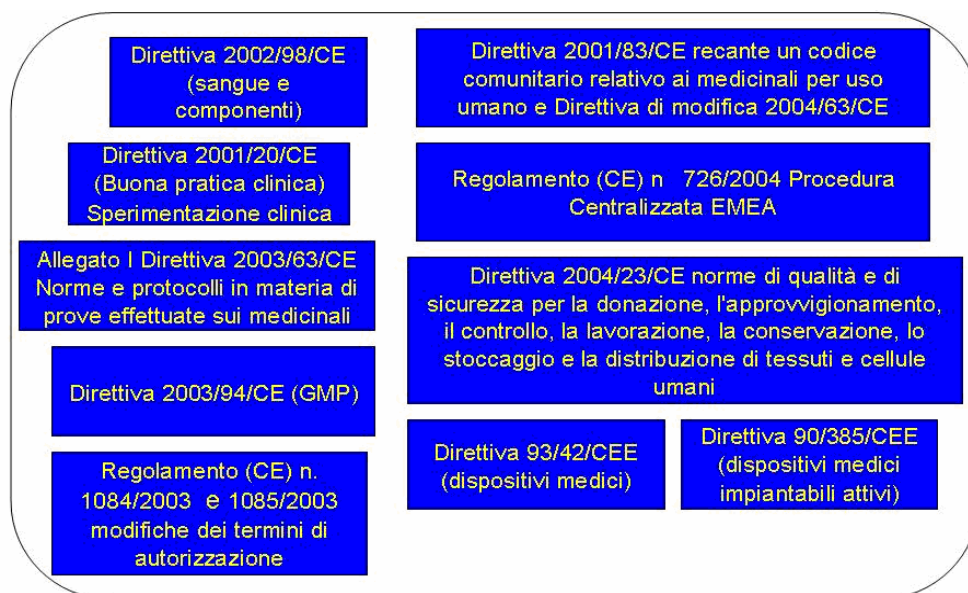 Direttiva 2002/98/CE
(sangue e
componenti)
Direttiva 2001/20/CE
(Buona pratica clinica)
Sperimentazione clinica
Allegato I Direttiva 2003/63/CE
Norme e protocolli in materia di
prove effettuate sui medicinali
Direttiva 2003/94/CE (GMP)
Regolamento (CE) n.
1084/2003 e 1085/2003
modifiche dei termini di
autorizzazione
Direttiva 2001/83/CE recante un codice
comunitario relativo ai medicinali per uso
umano e Direttiva di modifica 2004/63/CE
Regolamento (CE) n 726/2004 Procedura
Centralizzata EMEA
Direttiva 2004/23/CE norme di qualità e di
sicurezza per la donazione, l'approvvigionamento,
il controllo, la lavorazione, la conservazione, lo
stoccaggio e la distribuzione di tessuti e cellule
umani
Direttiva 93/42/CEE
(dispositivi medici)
Direttiva 90/385/CEE
(dispositivi medici
impiantabili attivi)